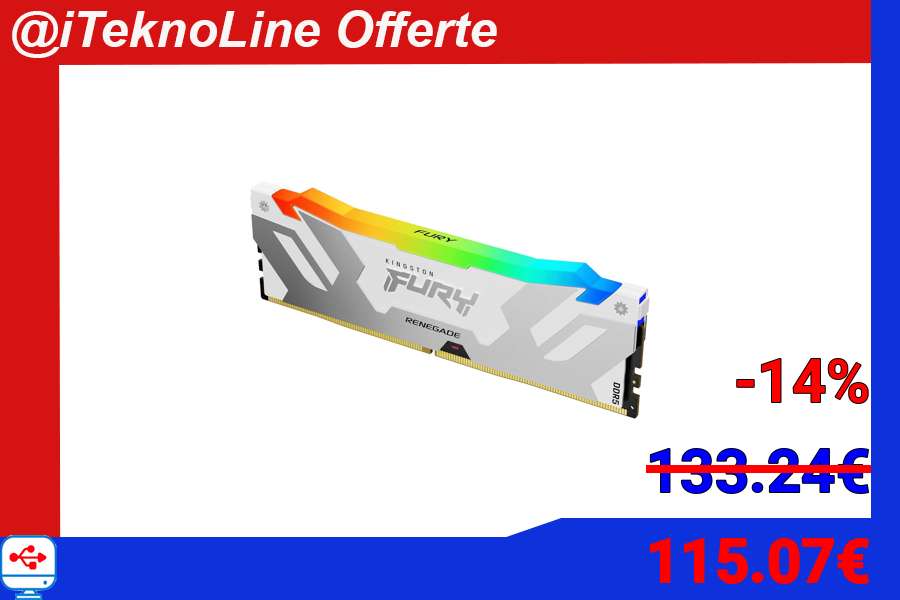 @iTeknoLine Offerte
FURY
KINGSTON
FURY
RENEGADE
DDR5
-14%
133.24€
115.07€